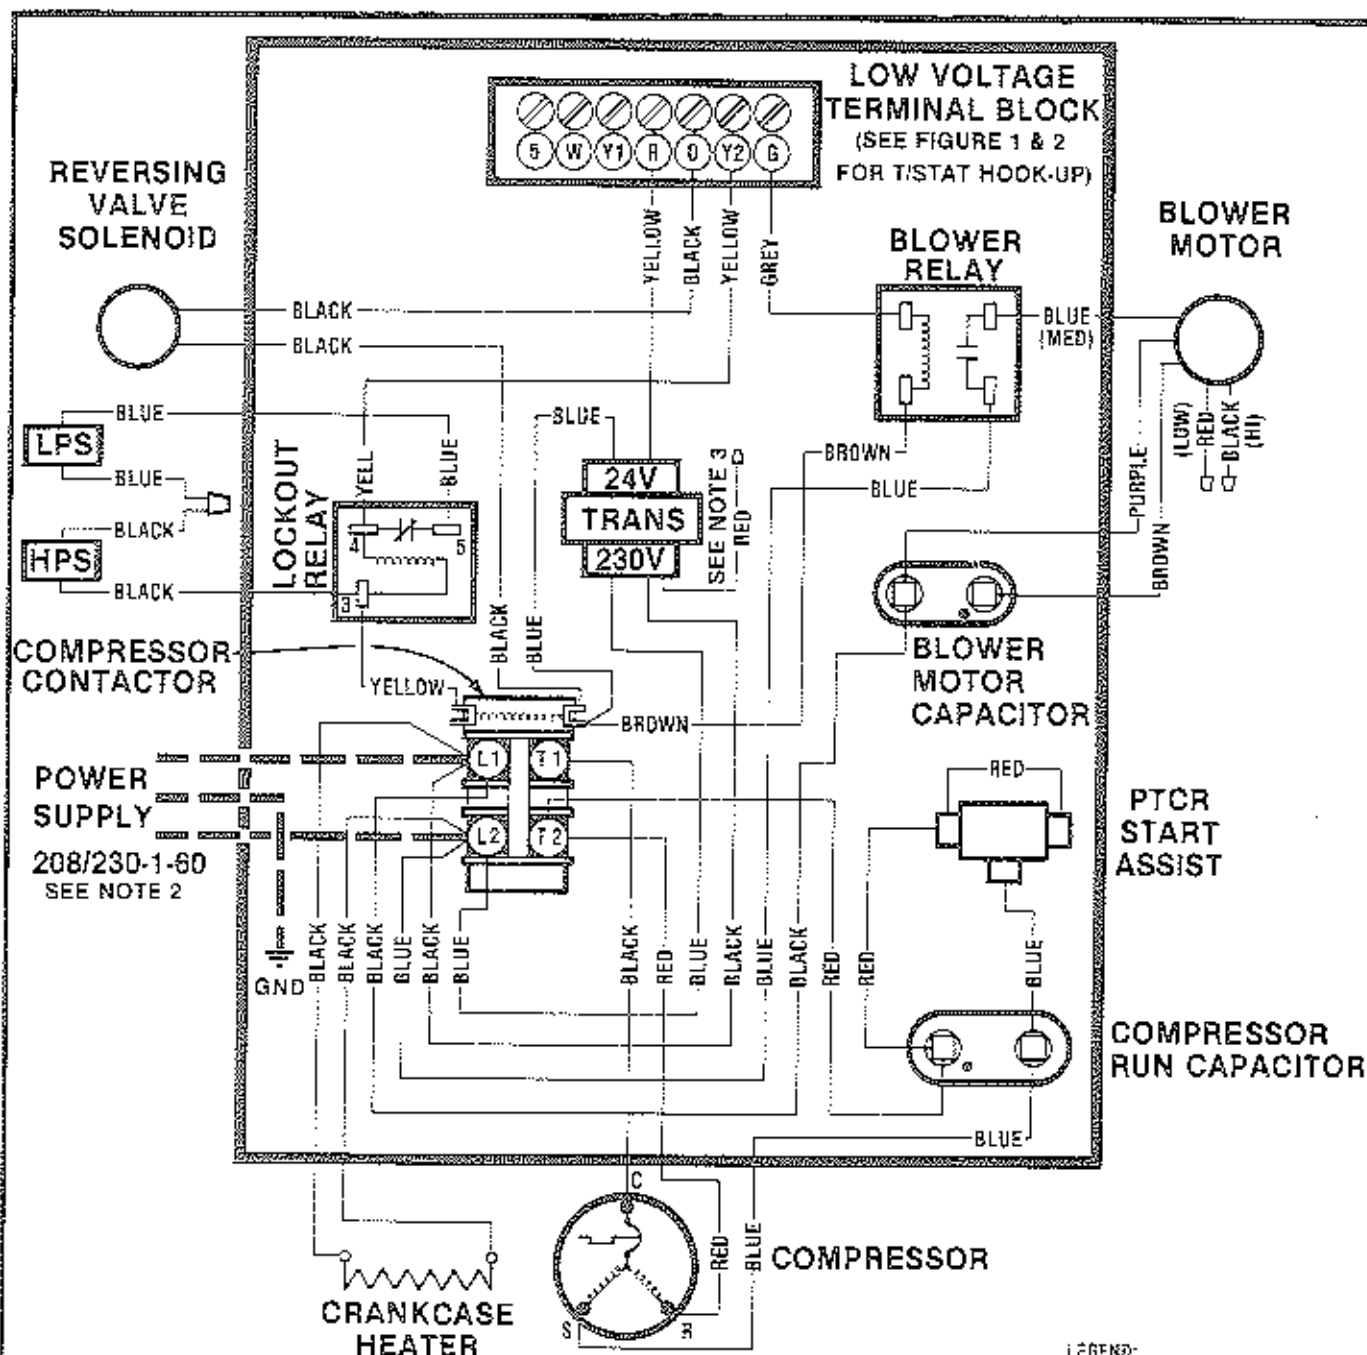 LOW VOLTAGE
TERMINAL BLOCK
(SEE FIGURE 1 & 2
FOR T/STAT HOOK-UP)
5 W Y1 R O Y2 G
REVERSING
VALVE
SOLENOID
BLOWER
RELAY
BLOWER
MOTOR
YELLOW
BLACK
YELLOW
GREY
BLACK
BLACK
BLUE
(MED)
BLUE
LPS
BLUE
BLACK
HPS
BLACK
LOCKOUT
RELAY
YELL
BLUE
4
5
3
BLUE
24V
TRANS
230V
SEE NOTE 3
RED
BROWN
BLUE
PURPLE
(LOW)
RED
BLACK
(HI)
BROWN
BLACK
BLUE
COMPRESSOR
CONTACTOR
YELLOW
BROWN
BLOWER
MOTOR
CAPACITOR
L1
T1
L2
T2
POWER
SUPPLY
208/230-1-60
SEE NOTE 2
GND
RED
PTCR
START
ASSIST
BLACK
BLACK
BLACK
BLUE
BLACK
BLUE
BLACK
RED
BLUE
BLACK
BLUE
BLACK
RED
RED
BLUE
COMPRESSOR
RUN CAPACITOR
BLUE
C
S
R
RED
BLUE
COMPRESSOR
CRANKCASE
HEATER
LEGEND: